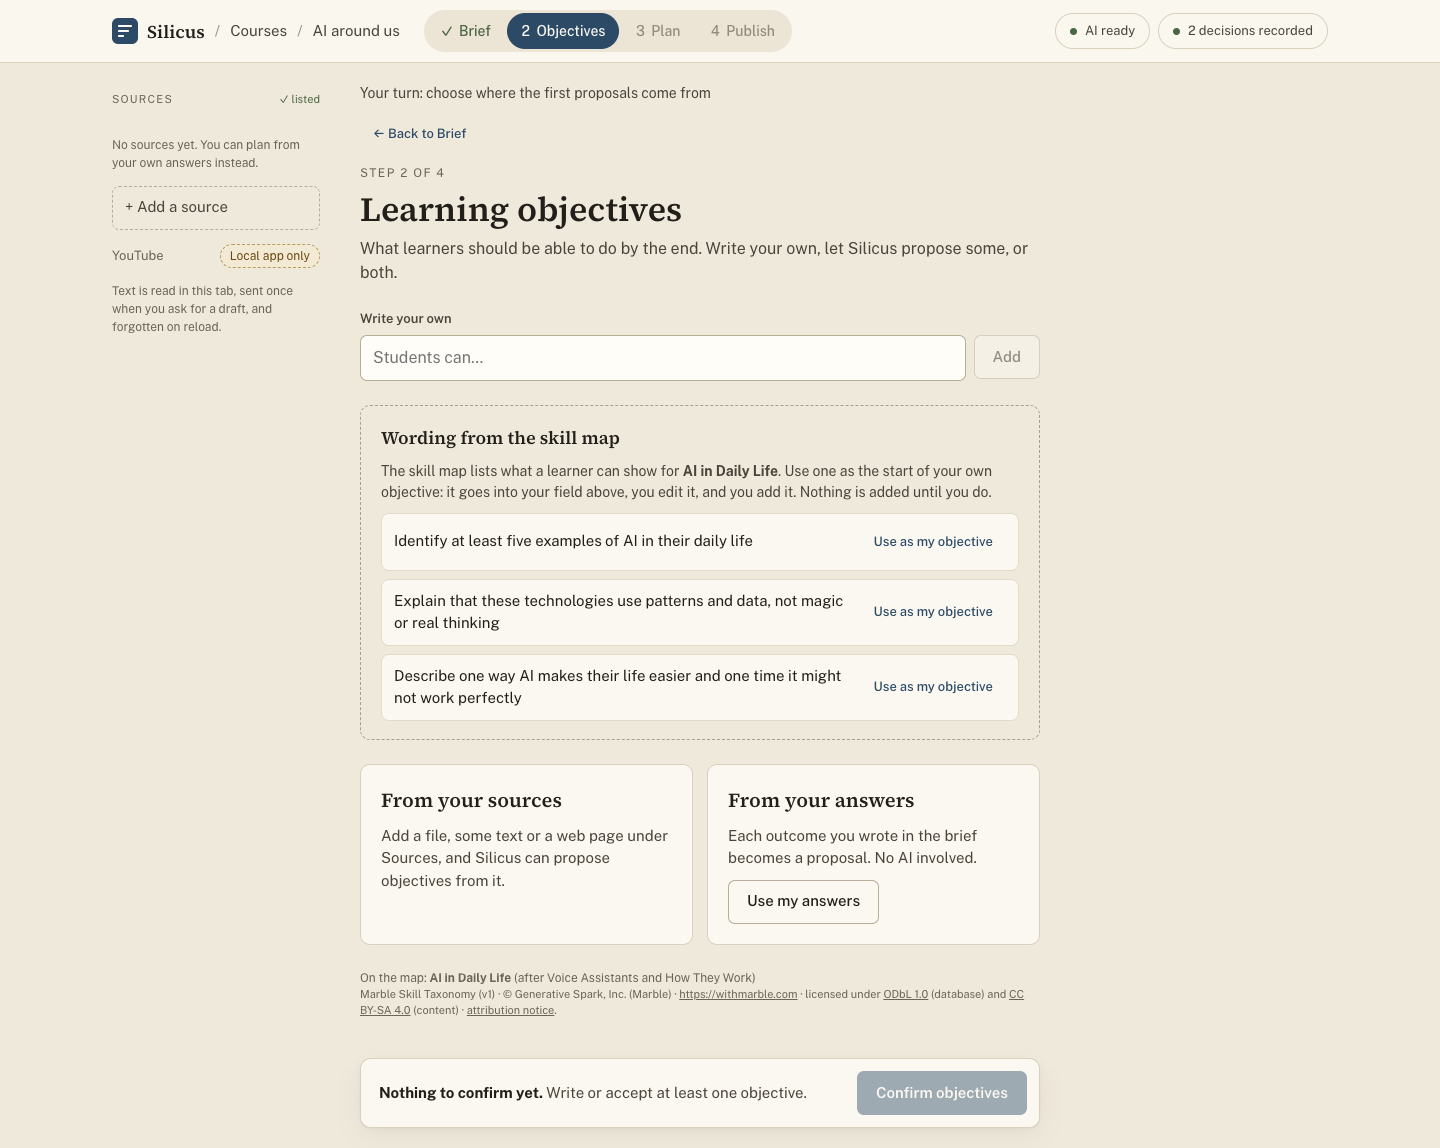 Silicus / Courses / AI around us
✓ Brief
2 Objectives
3 Plan
4 Publish
AI ready
2 decisions recorded
SOURCES
✓ listed
No sources yet. You can plan from
your own answers instead.
+ Add a source
YouTube
Local app only
Text is read in this tab, sent once
when you ask for a draft, and
forgotten on reload.
Your turn: choose where the first proposals come from
← Back to Brief
STEP 2 OF 4
Learning objectives
What learners should be able to do by the end. Write your own, let Silicus propose some, or
both.
Write your own
Students can...
Add
Wording from the skill map
The skill map lists what a learner can show for AI in Daily Life. Use one as the start of your own
objective: it goes into your field above, you edit it, and you add it. Nothing is added until you do.
Identify at least five examples of AI in their daily life
Use as my objective
Explain that these technologies use patterns and data, not magic
or real thinking
Use as my objective
Describe one way AI makes their life easier and one time it might
not work perfectly
Use as my objective
From your sources
Add a file, some text or a web page under
Sources, and Silicus can propose
objectives from it.
From your answers
Each outcome you wrote in the brief
becomes a proposal. No AI involved.
Use my answers
On the map: AI in Daily Life (after Voice Assistants and How They Work)
Marble Skill Taxonomy (v1) · © Generative Spark, Inc. (Marble) · https://withmarble.com · licensed under ODbL 1.0 (database) and CC
BY-SA 4.0 (content) · attribution notice.
Nothing to confirm yet. Write or accept at least one objective.
Confirm objectives